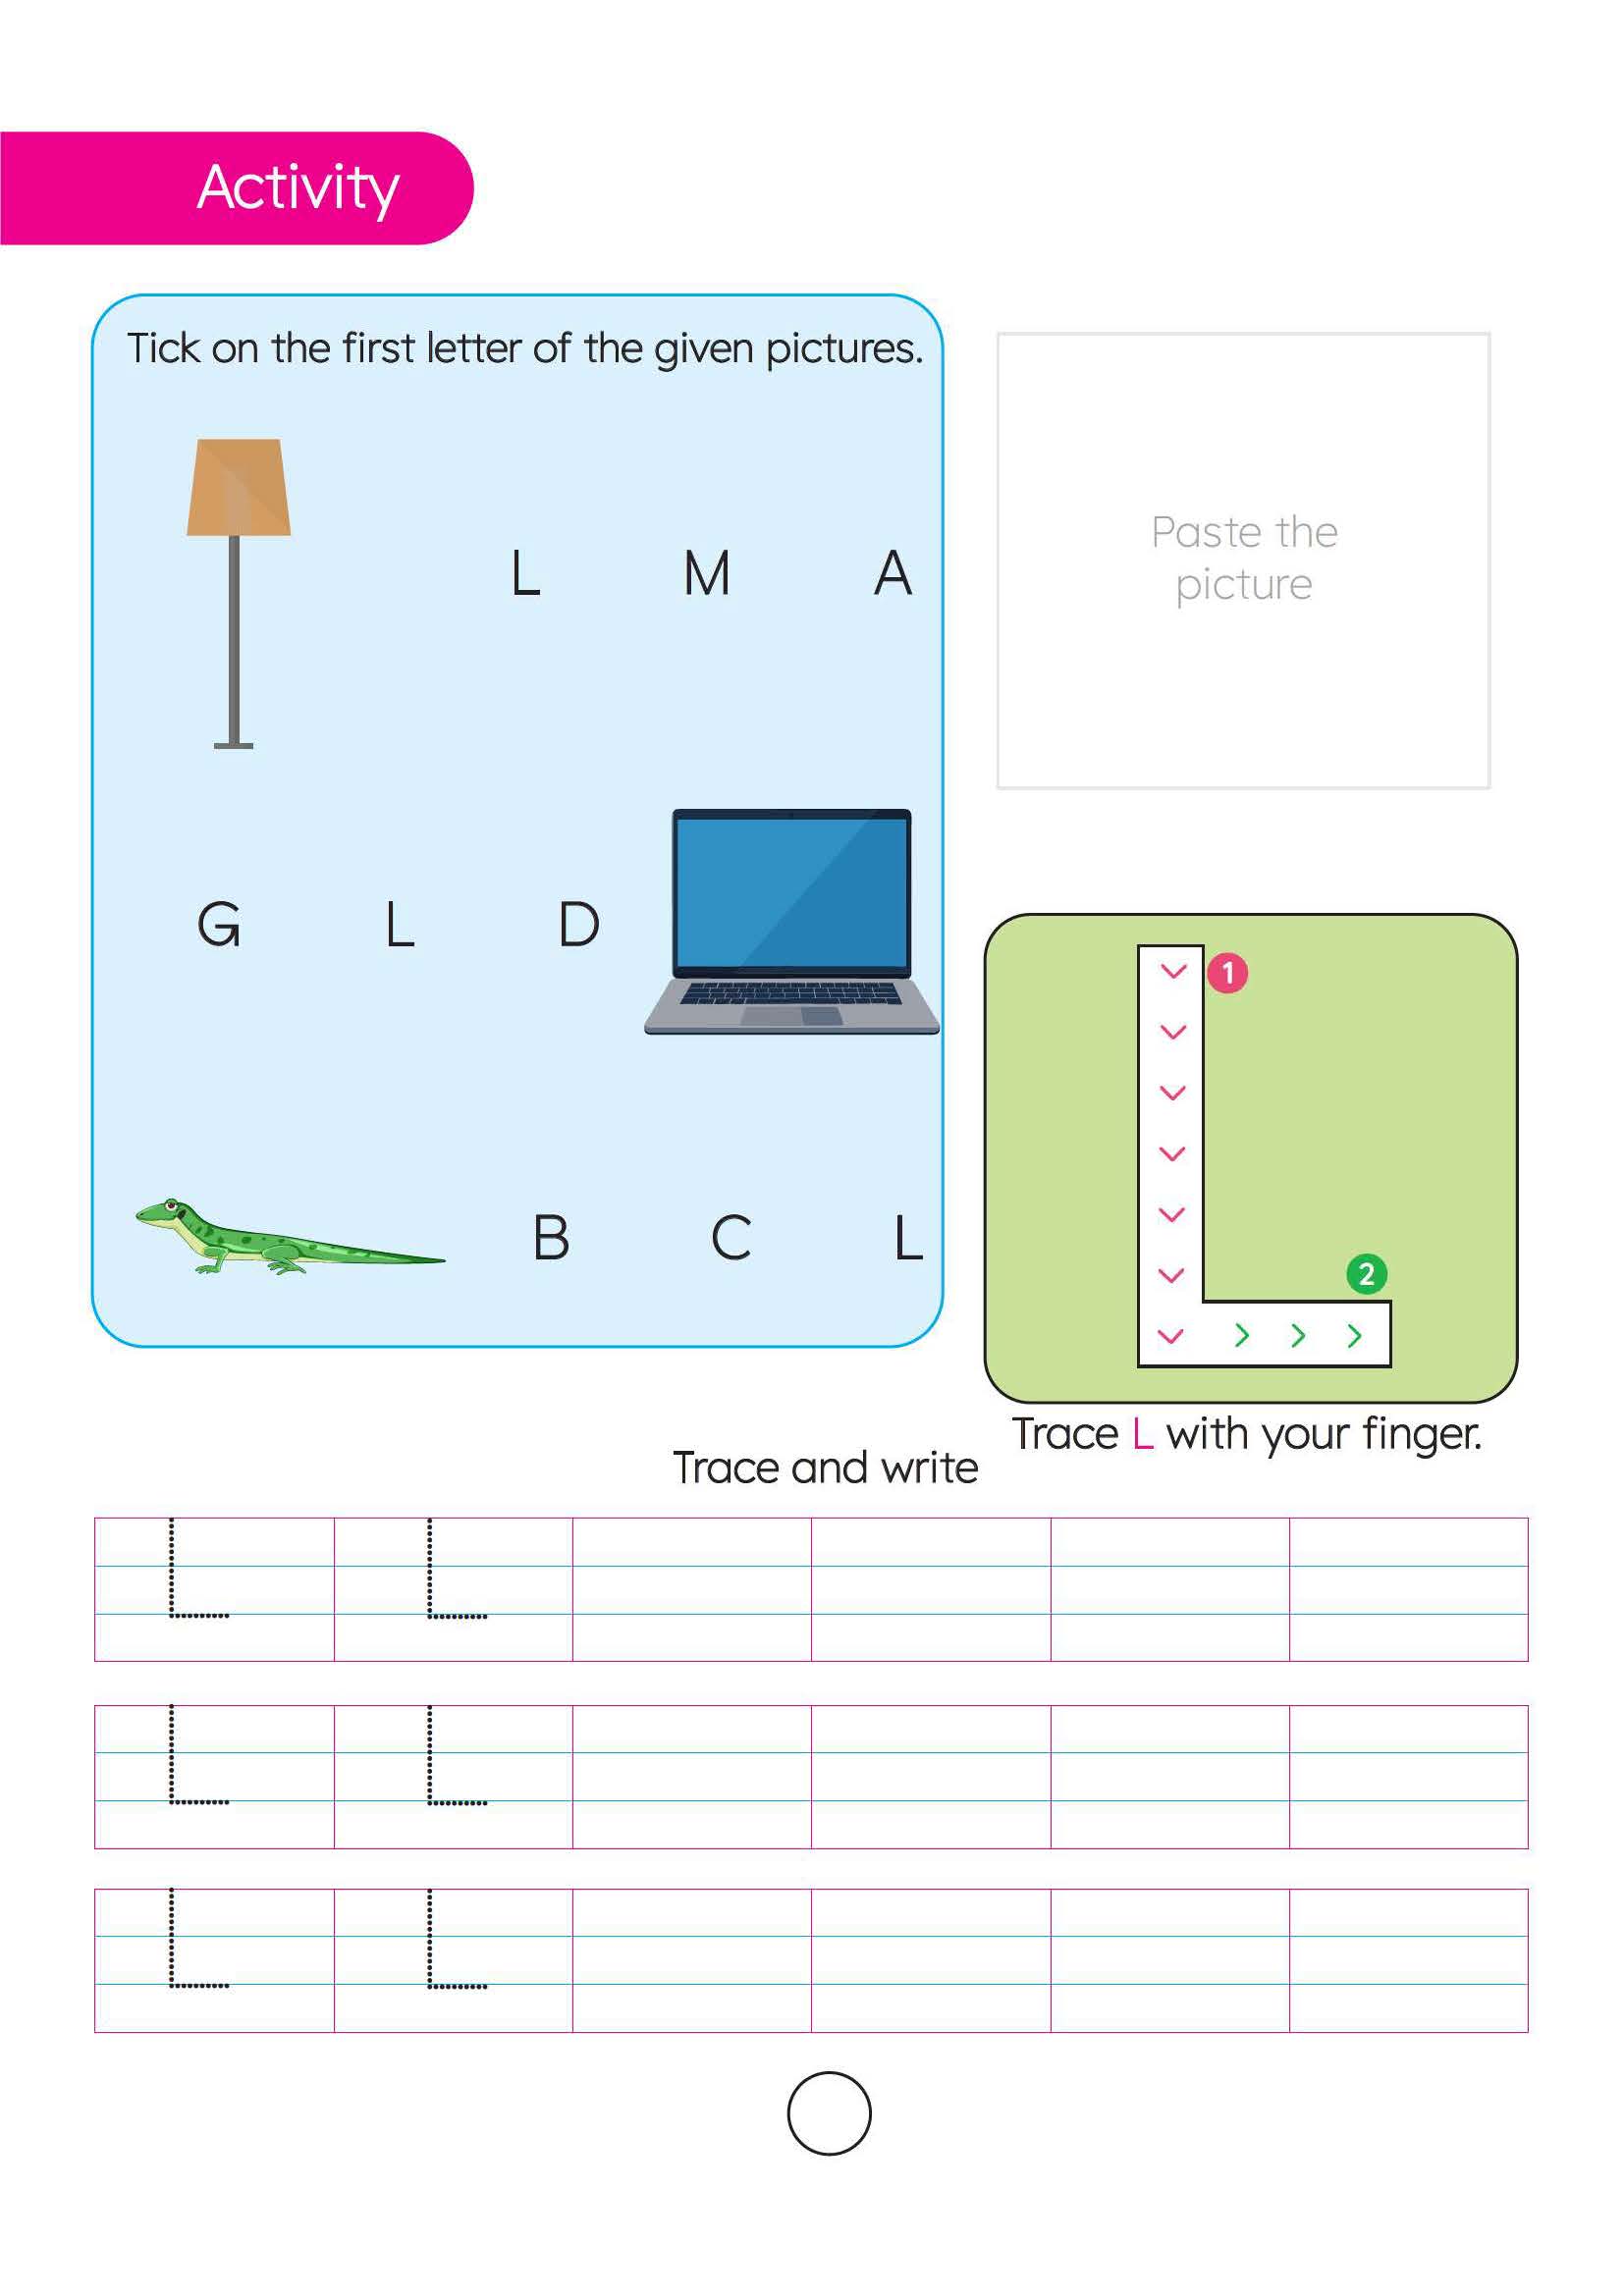 Activity
Tick on the first letter of the given pictures.
L M A
G L D
B C L
Paste the
picture
1
2
Trace L with your finger.
Trace and write
L L
L L
L L